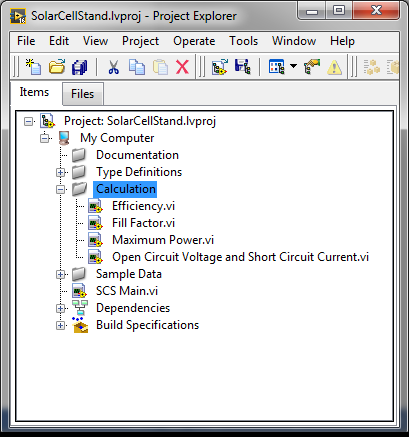 SolarCellStand.lvproj - Project Explorer
File Edit View Project Operate Tools Window Help
Items Files
Project: SolarCellStand.lvproj
My Computer
Documentation
Type Definitions
Calculation
Efficiency.vi
Fill Factor.vi
Maximum Power.vi
Open Circuit Voltage and Short Circuit Current.vi
Sample Data
SCS Main.vi
Dependencies
Build Specifications